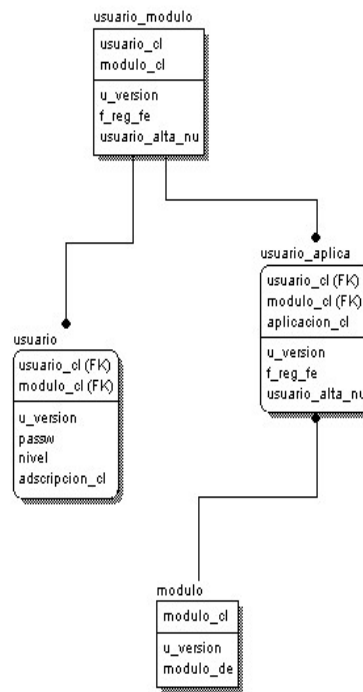 usuario_modulo
usuario_cl
modulo_cl
u_version
f_reg_fe
usuario_alta_nu
usuario_aplica
usuario_cl (FK)
modulo_cl (FK)
aplicacion_cl
u_version
f_reg_fe
usuario_alta_nu
usuario
usuario_cl (FK)
modulo_cl (FK)
u_version
passw
nivel
adscripcion_cl
modulo
modulo_cl
u_version
modulo_de